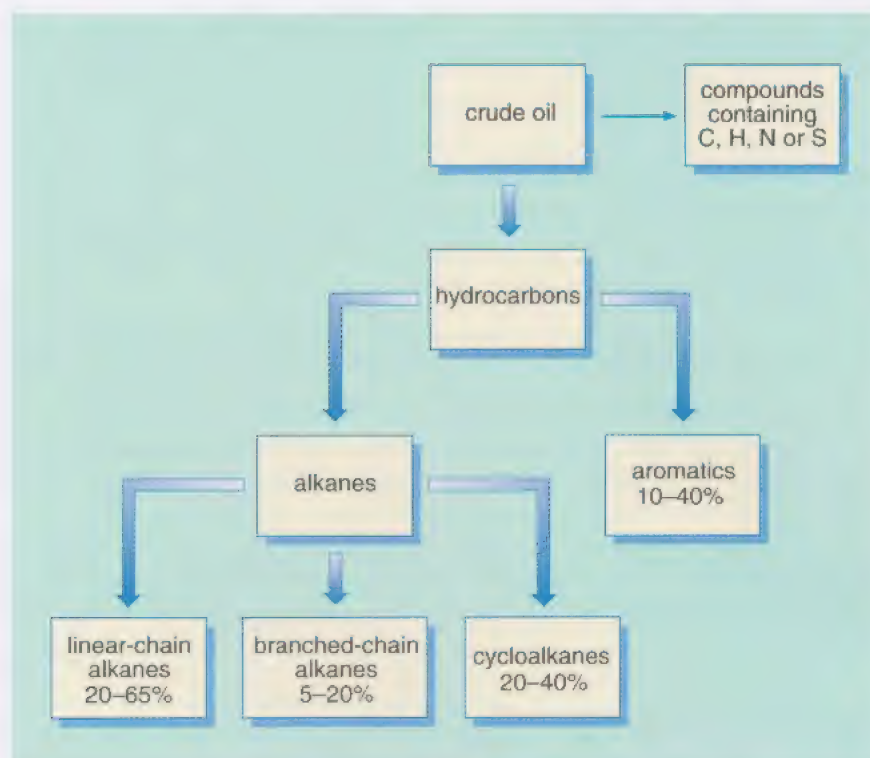 crude oil
compounds
containing
C, H, N or S
hydrocarbons
alkanes
aromatics
10–40%
linear-chain
alkanes
20–65%
branched-chain
alkanes
5–20%
cycloalkanes
20–40%